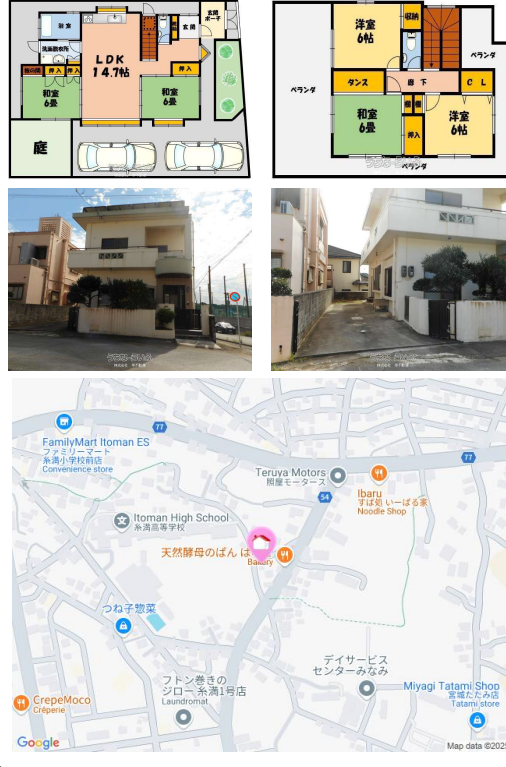 浴室
洗面脱衣所
押入
押入
LDK
14.7帖
玄関
玄関
ポーチ
押入
和室
6畳
和室
6畳
庭
洋室
6帖
収納
ベランダ
ベランダ
タンス
廊下
CL
和室
6畳
押入
洋室
6帖
ベランダ
77
FamilyMart Itoman ES
ファミリーマート
糸満小学校前店
Convenience store
77
Teruya Motors
照屋モータース
54
Ibaru
すば処 いーばる家
Noodle Shop
Itoman High School
糸満高等学校
天然酵母のぱん は
Bakery
つね子惣菜
デイサービス
センターみなみ
フトン巻きの
ジロー 糸満1号店
Laundromat
CrepeMoco
Crêperie
Miyagi Tatami Shop
宮城たたみ店
Tatami store
Google
Map data ©2025